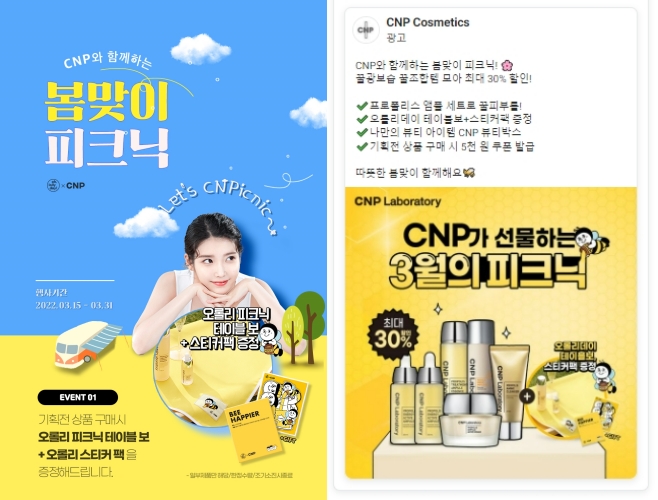 CNP와 함께하는
봄맞이
피크닉
×CNP
Let's CNPicnic~
행사기간
2022.03.15 - 03.31
오롤리 피크닉
테이블 보
+스티커팩 증정
BEE
HAPPIER
EVENT 01
기획전 상품 구매시
오롤리 피크닉 테이블 보
+ 오롤리 스티커 팩 을
증정해드립니다.
CNP Cosmetics
광고
CNP
CNP와 함께하는 봄맞이 피크닉! 🌸
꿀광보습 꿀조합템 모아 최대 30% 할인!
✔프로폴리스 앰플 세트로 꿀피부를!
✔오롤리데이 테이블보+스티커팩 증정
✔나만의 뷰티 아이템 CNP 뷰티박스
✔기획전 상품 구매 시 5천 원 쿠폰 발급
따뜻한 봄맞이 함께해요
CNP Laboratory
CNP가 선물하는
3월의 피크닉
최대
30%
오롤리데이
테이블보,
스티커팩 증정
CNP Laboratory
CNP Laboratory
CNP
CNP